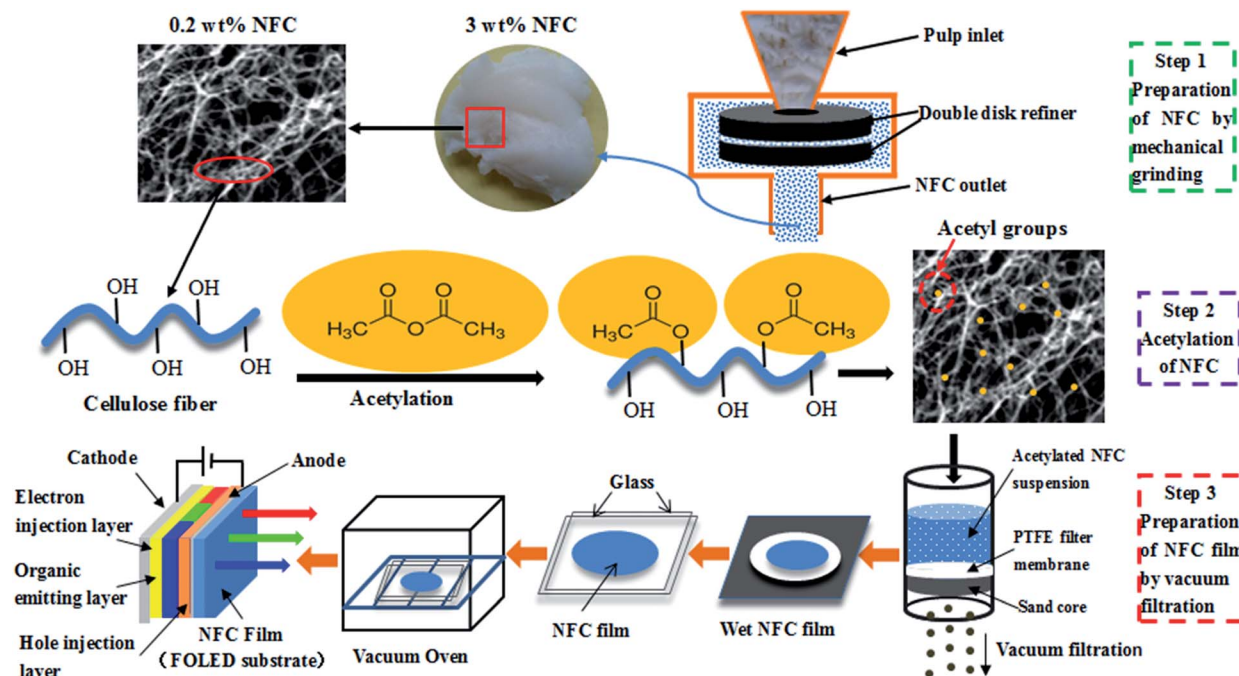 0.2 wt% NFC
3 wt% NFC
Pulp inlet
Double disk refiner
NFC outlet
Step 1
Preparation
of NFC by
mechanical
grinding
OH
OH
OH
OH
OH
Cellulose fiber
H₃C
O
O
O
CH₃
Acetylation
O
H₃C
O
O
O
CH₃
OH
OH
OH
Acetyl groups
Step 2
Acetylation
of NFC
Cathode
Anode
Electron
injection layer
Organic
emitting layer
Hole injection
layer
NFC Film
(FOLED substrate)
Vacuum Oven
Glass
NFC film
Wet NFC film
Acetylated NFC
suspension
PTFE filter
membrane
Sand core
Vacuum filtration
Step 3
Preparation
of NFC film
by vacuum
filtration